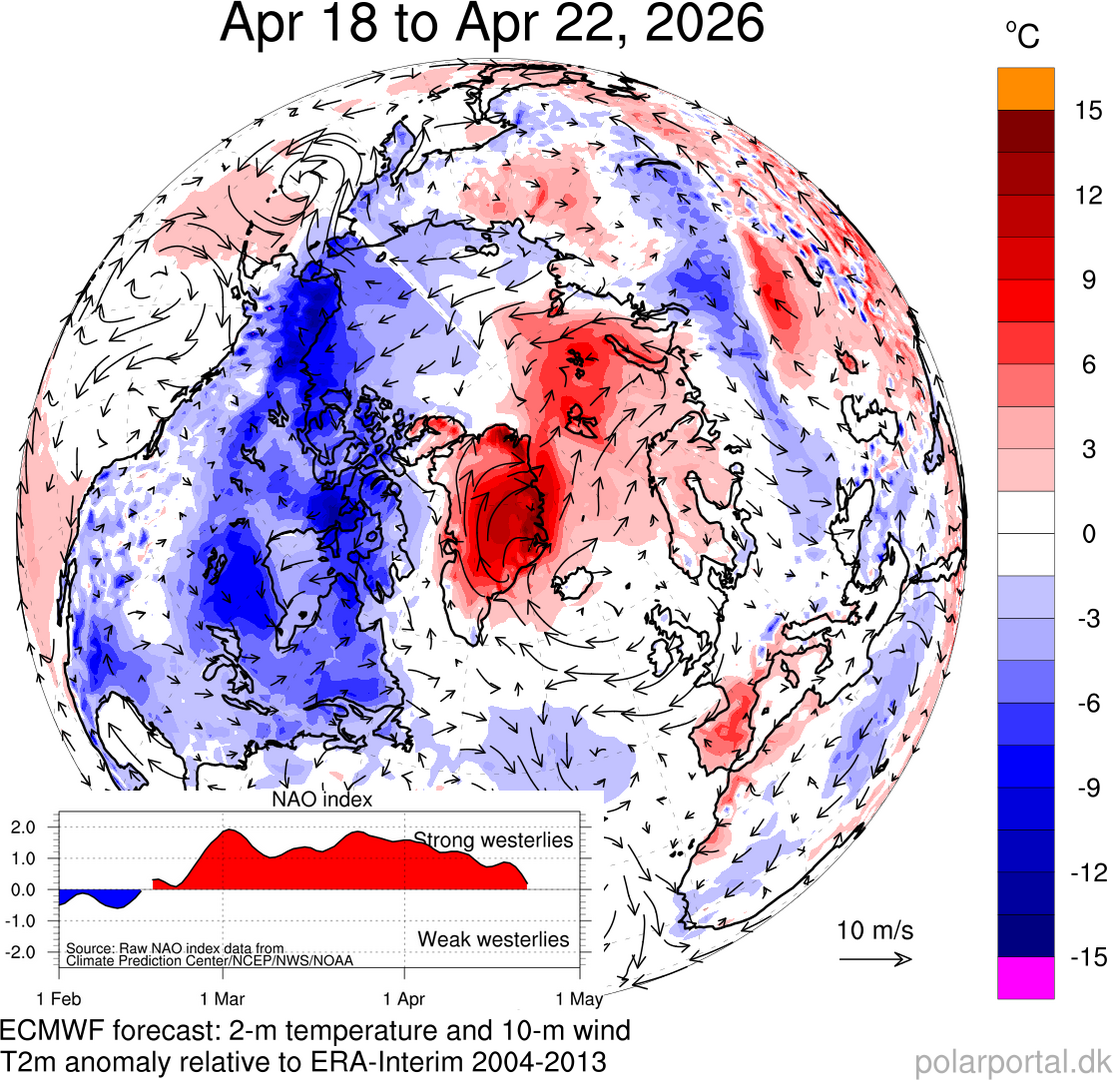 Apr 18 to Apr 22, 2026
oC
15
12
9
6
3
0
-3
-6
-9
-12
-15
10 m/s
NAO index
2.0
1.0
0.0
-1.0
-2.0
Strong westerlies
Weak westerlies
Source: Raw NAO index data from
Climate Prediction Center/NCEP/NWS/NOAA
1 Feb
1 Mar
1 Apr
1 May
ECMWF forecast: 2-m temperature and 10-m wind
T2m anomaly relative to ERA-Interim 2004-2013
polarportal.dk